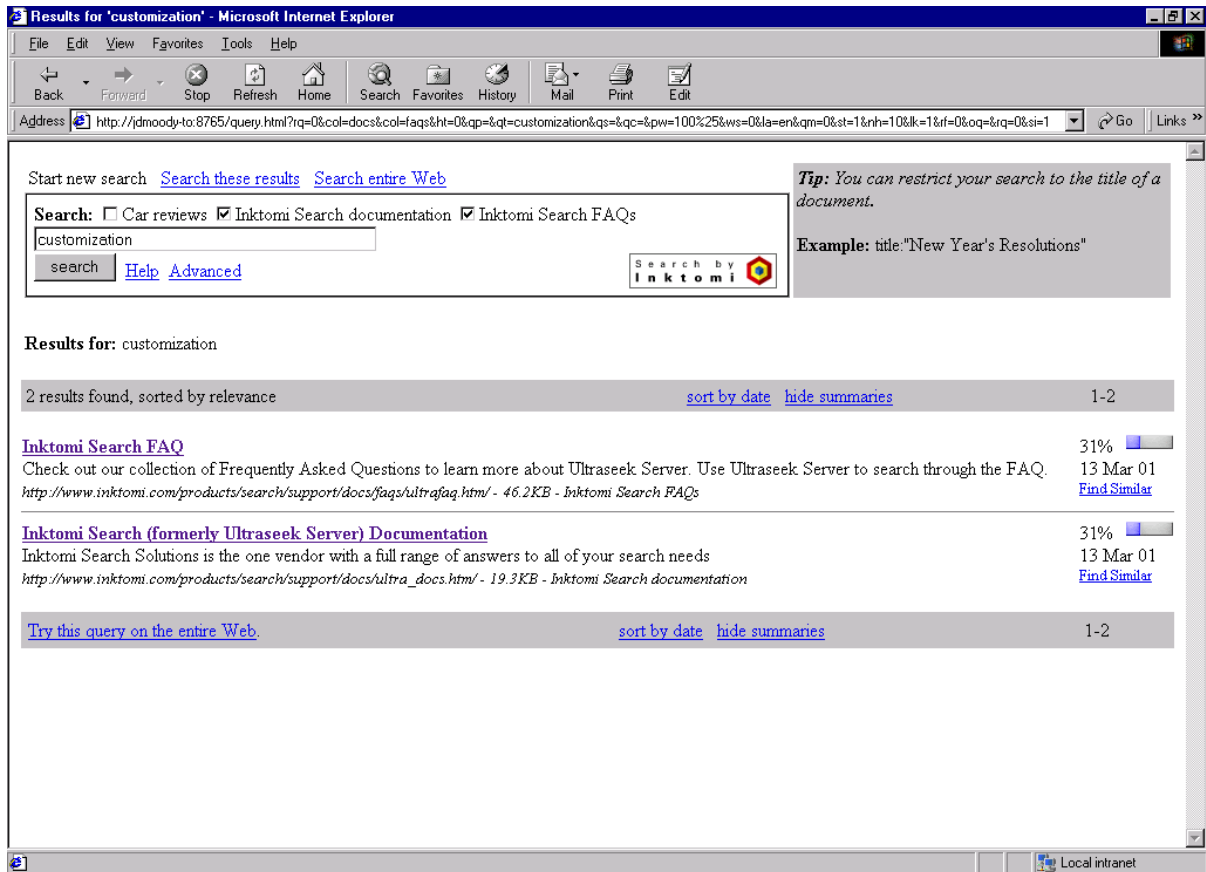 Results for 'customization' - Microsoft Internet Explorer
File Edit View Favorites Tools Help
Back Forward Stop Refresh Home Search Favorites History Mail Print Edit
Address http://jdmoody-to:8765/query.html?rq=0&col=docs&col=faqs&ht=0&qp=&qt=customization&qs=&qc=&pw=100%25&ws=0&la=en&qm=0&st=1&nh=10&lk=1&rf=0&oq=&rq=0&si=1 Go Links »
Start new search Search these results Search entire Web
Search: Car reviews Inktomi Search documentation Inktomi Search FAQs
customization
search Help Advanced
Search by
Inktomi
Tip: You can restrict your search to the title of a
document.
Example: title:"New Year's Resolutions"
Results for: customization
2 results found, sorted by relevance sort by date hide summaries 1-2
Inktomi Search FAQ 31%
Check out our collection of Frequently Asked Questions to learn more about Ultraseek Server. Use Ultraseek Server to search through the FAQ. 13 Mar 01
http://www.inktomi.com/products/search/support/docs/faqs/ultrafaq.htm/ - 46.2KB - Inktomi Search FAQs Find Similar
Inktomi Search (formerly Ultraseek Server) Documentation 31%
Inktomi Search Solutions is the one vendor with a full range of answers to all of your search needs 13 Mar 01
http://www.inktomi.com/products/search/support/docs/ultra_docs.htm/ - 19.3KB - Inktomi Search documentation Find Similar
Try this query on the entire Web. sort by date hide summaries 1-2
Local intranet